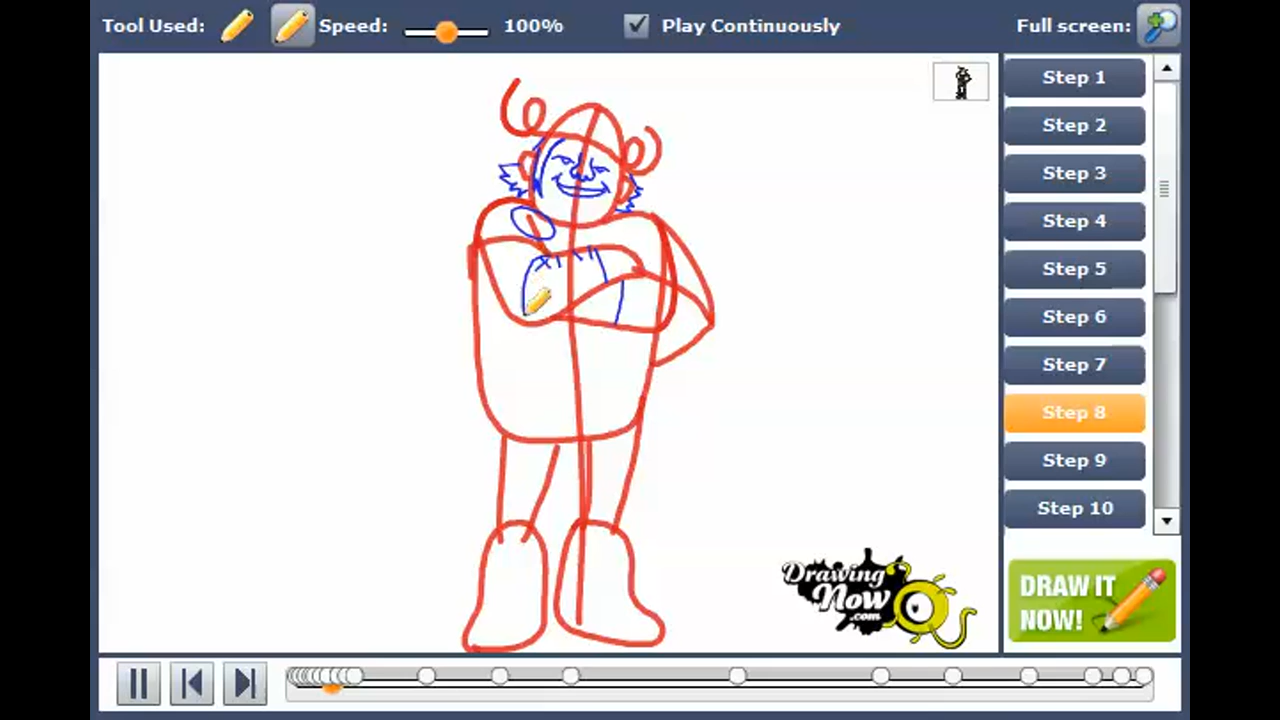 Tool Used:
Speed:
100%
Play Continuously
Full screen:
Step 1
Step 2
Step 3
Step 4
Step 5
Step 6
Step 7
Step 8
Step 9
Step 10
Drawing
Now
.com
DRAW IT
NOW!